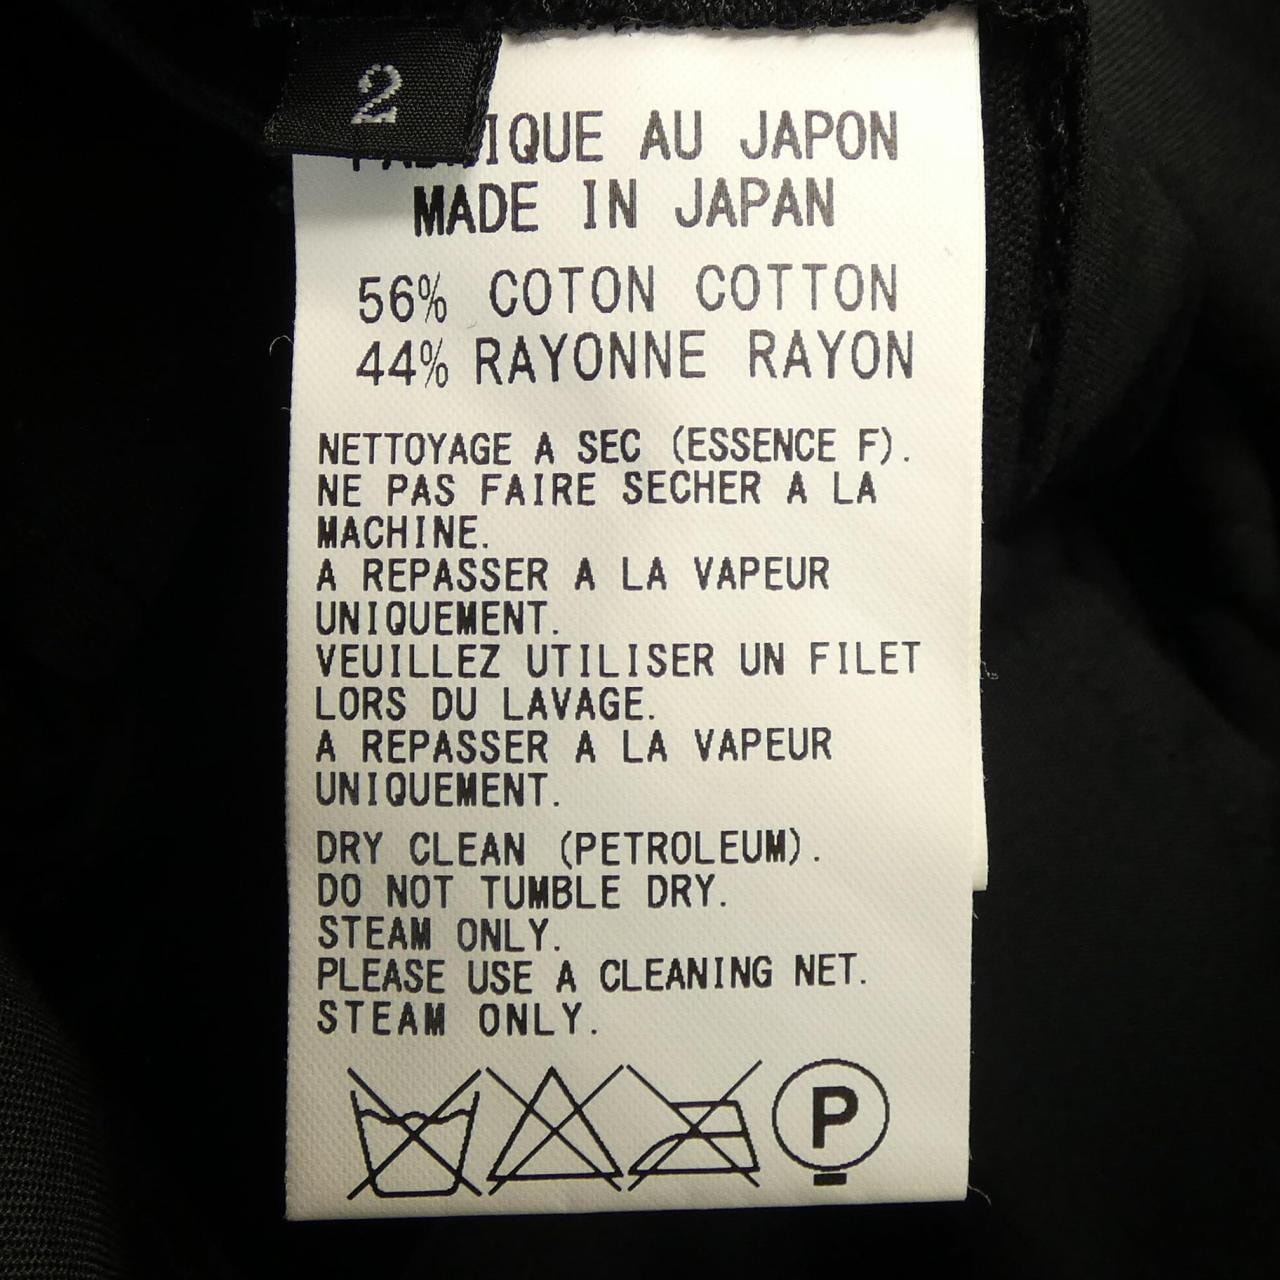 2
IQUE AU JAPON
MADE IN JAPAN
56% COTON COTTON
44% RAYONNE RAYON
NETTOYAGE A SEC (ESSENCE F).
NE PAS FAIRE SECHER A LA
MACHINE.
A REPASSER A LA VAPEUR
UNIQUEMENT.
VEUILLEZ UTILISER UN FILET
LORS DU LAVAGE.
A REPASSER A LA VAPEUR
UNIQUEMENT.
DRY CLEAN (PETROLEUM).
DO NOT TUMBLE DRY.
STEAM ONLY.
PLEASE USE A CLEANING NET.
STEAM ONLY.
P